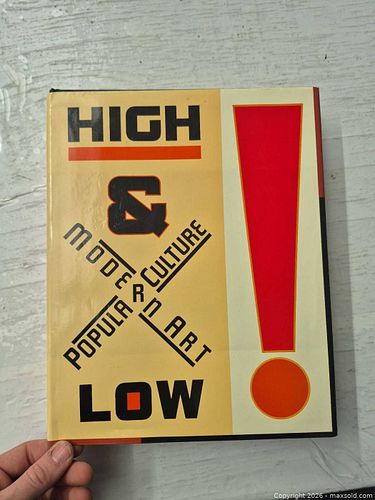 HIGH
&
MODERN ART
POPULAR CULTURE
LOW
!
Copyright 2026 - maxsold.com